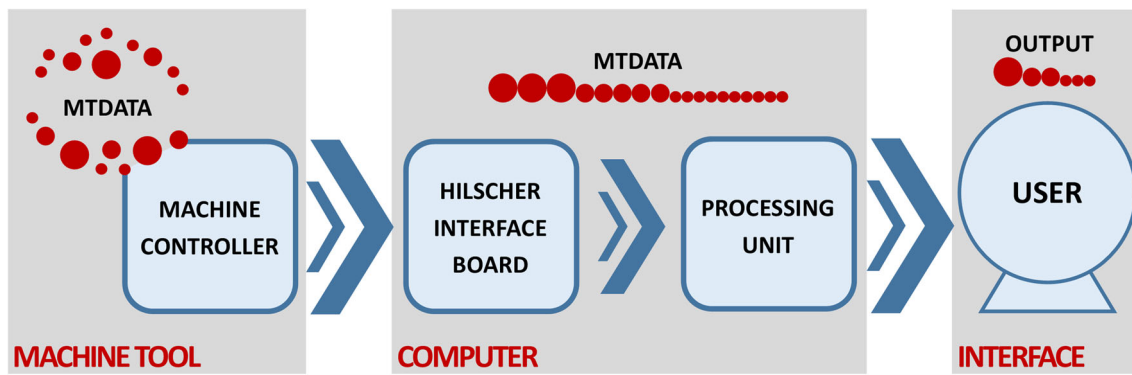 MTDATA
MACHINE
CONTROLLER
MACHINE TOOL
MTDATA
HILSCHER
INTERFACE
BOARD
PROCESSING
UNIT
COMPUTER
OUTPUT
USER
INTERFACE